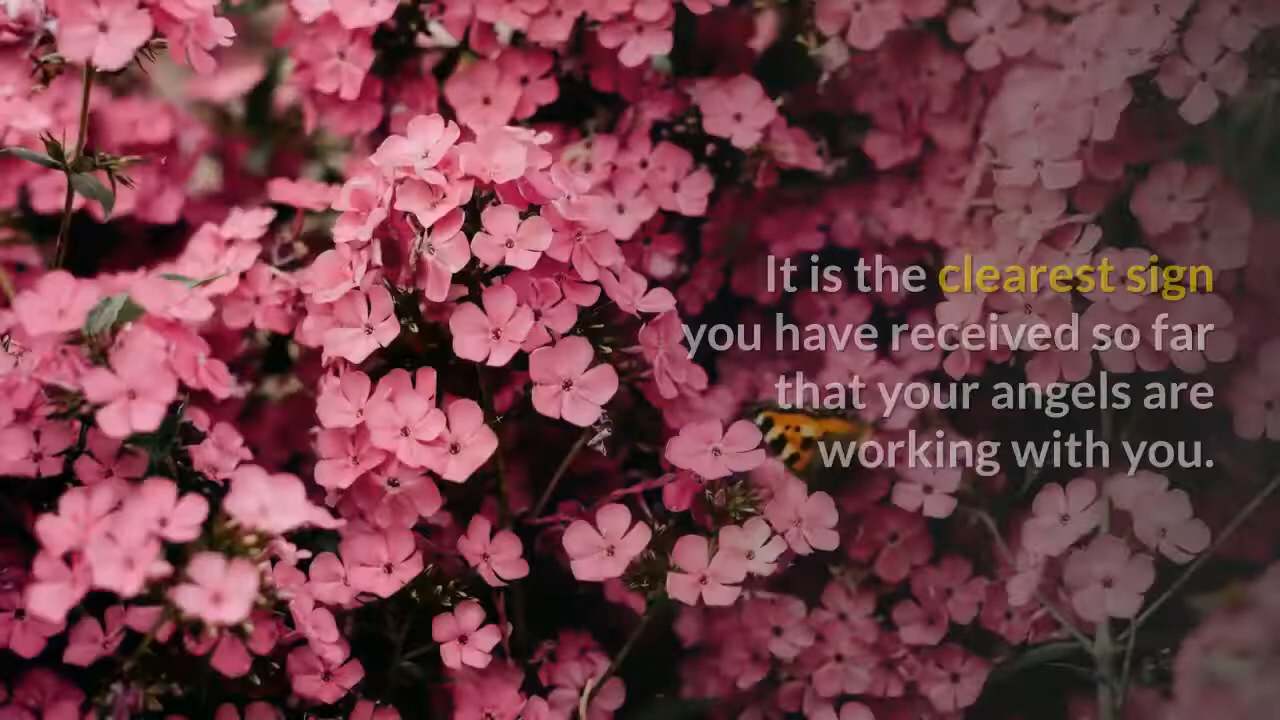 It is the clearest sign
you have received so far
that your angels are
working with you.